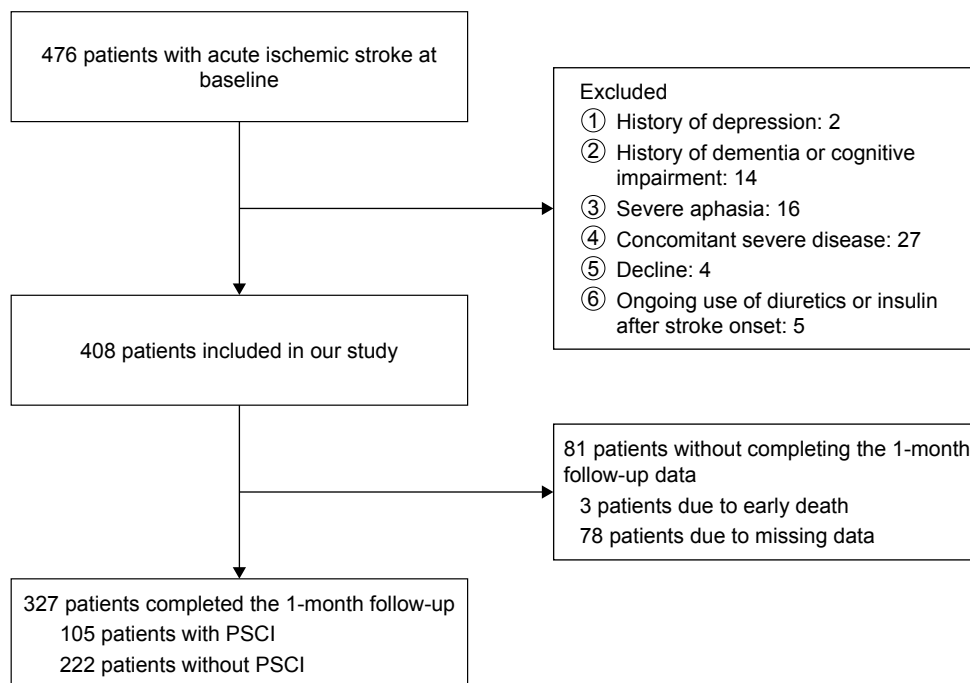 476 patients with acute ischemic stroke at
baseline
Excluded
① History of depression: 2
② History of dementia or cognitive
impairment: 14
③ Severe aphasia: 16
④ Concomitant severe disease: 27
⑤ Decline: 4
⑥ Ongoing use of diuretics or insulin
after stroke onset: 5
408 patients included in our study
81 patients without completing the 1-month
follow-up data
3 patients due to early death
78 patients due to missing data
327 patients completed the 1-month follow-up
105 patients with PSCI
222 patients without PSCI